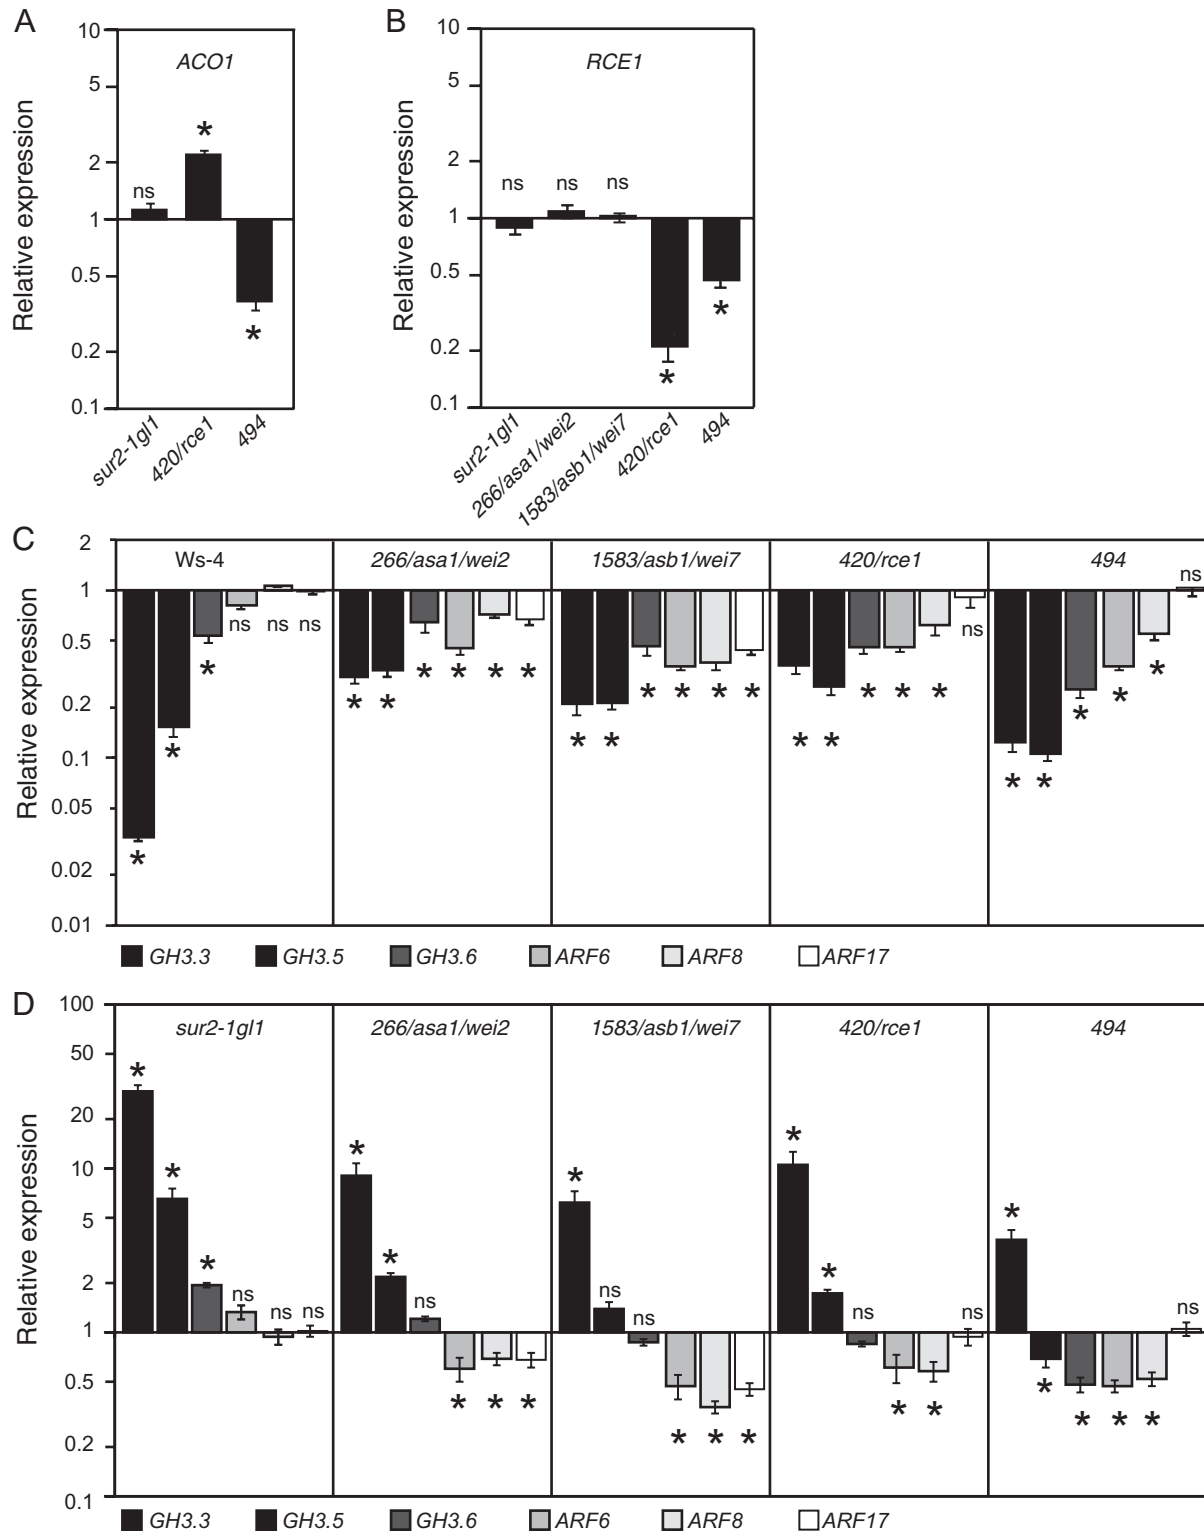 A
10
5
2
1
0.5
0.2
0.1
Relative expression
ACO1
ns
*
*
sur2-1gl1
420/rce1
494
B
10
5
2
1
0.5
0.2
0.1
Relative expression
RCE1
ns
ns
ns
*
*
sur2-1gl1
266/asa1/wei2
1583/asb1/wei7
420/rce1
494
C
2
1
0.5
0.2
0.1
0.05
0.02
0.01
Relative expression
Ws-4
266/asa1/wei2
1583/asb1/wei7
420/rce1
494
* * * ns ns ns
* * * * * *
* * * * * *
* * * * * ns
* * * * * ns
GH3.3 GH3.5 GH3.6 ARF6 ARF8 ARF17
D
100
50
20
10
5
2
1
0.5
0.2
0.1
Relative expression
sur2-1gl1
266/asa1/wei2
1583/asb1/wei7
420/rce1
494
* * * ns ns ns
* * ns * * *
* ns ns * * *
* * ns * * ns
* * * * * ns
GH3.3 GH3.5 GH3.6 ARF6 ARF8 ARF17